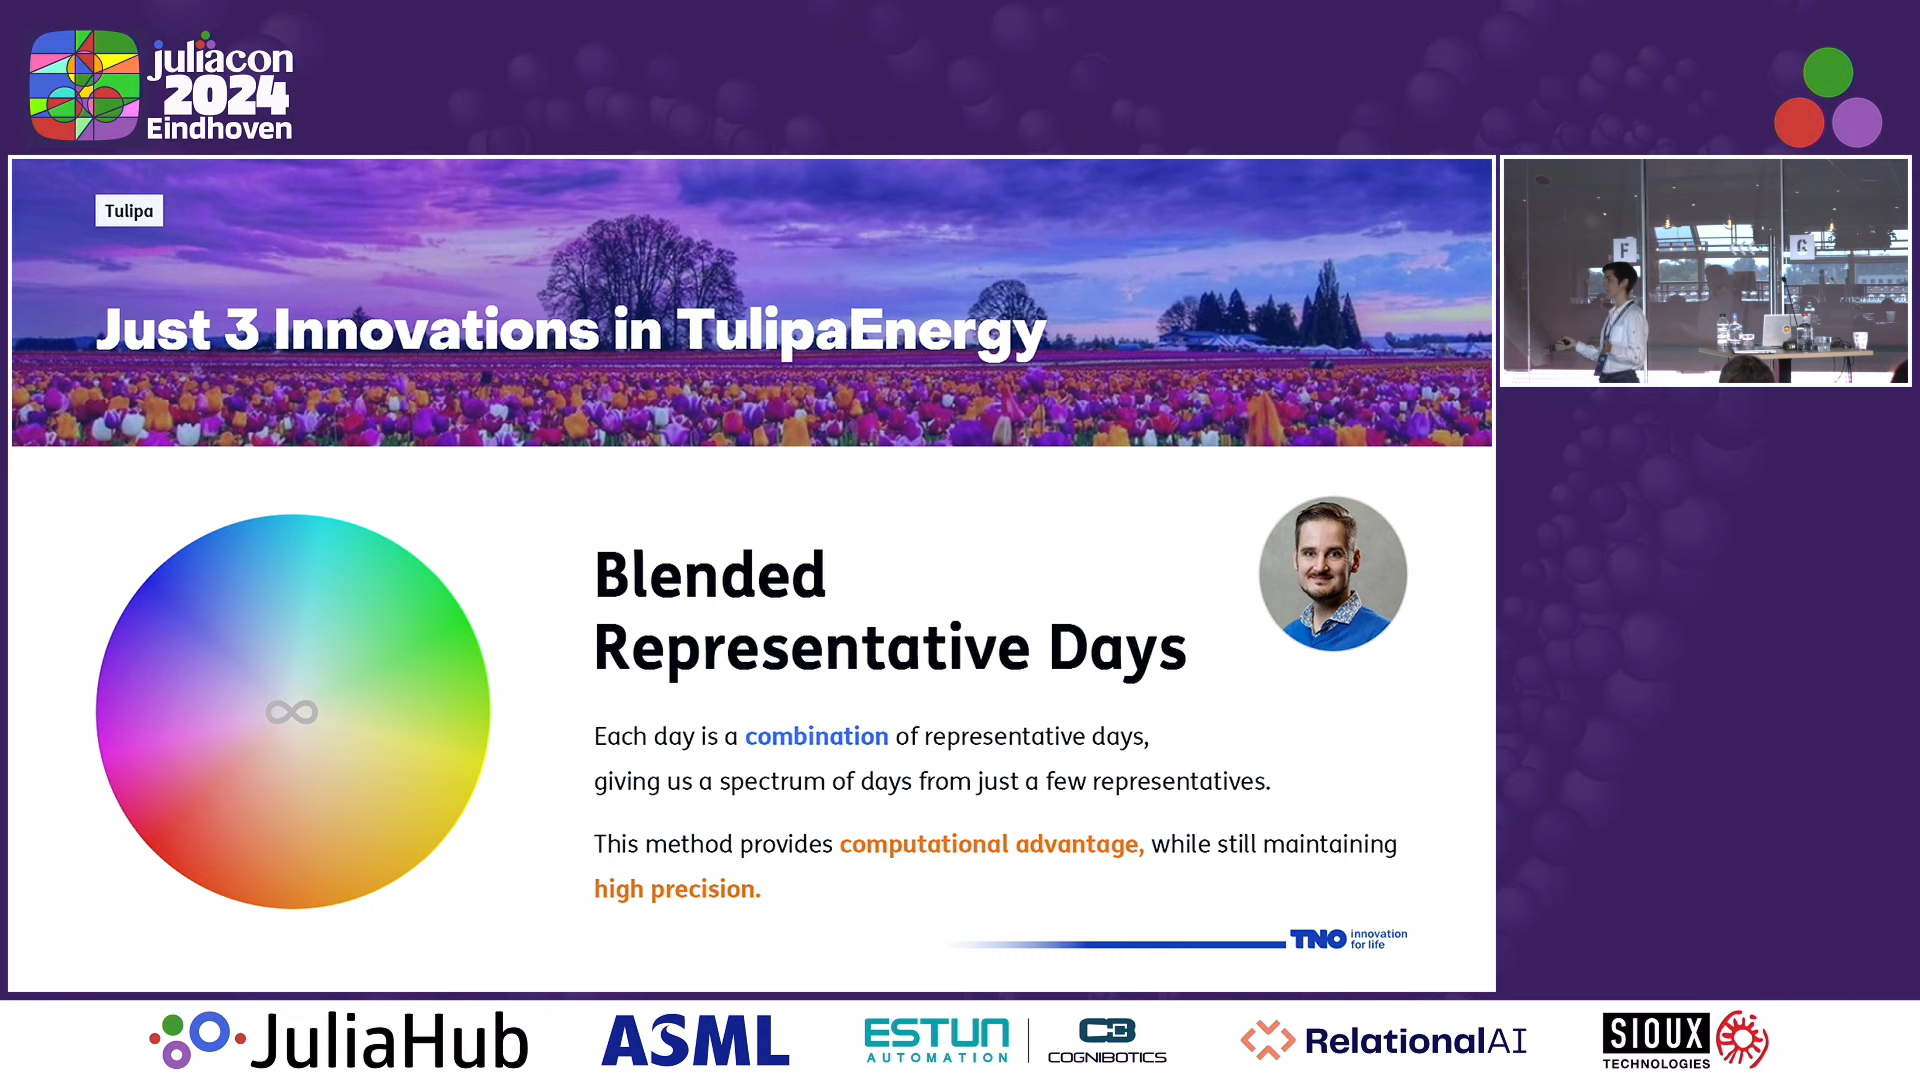 juliacon
2024
Eindhoven
Tulipa
Just 3 Innovations in TulipaEnergy
F
G
Blended
Representative Days
∞
Each day is a combination of representative days,
giving us a spectrum of days from just a few representatives.
This method provides computational advantage, while still maintaining
high precision.
TNO innovation
for life
JuliaHub
ASML
ESTUN
AUTOMATION
COGNIBOTICS
RelationalAI
SIOUX
TECHNOLOGIES